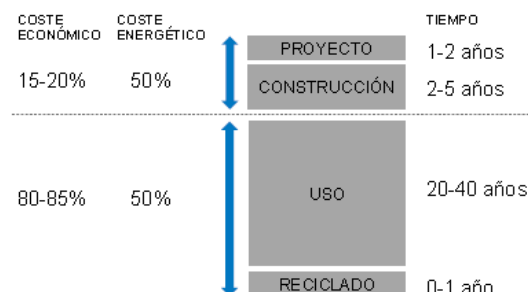 COSTE ECONÓMICO
COSTE ENERGÉTICO
TIEMPO
PROYECTO
1-2 años
15-20%
50%
CONSTRUCCIÓN
2-5 años
80-85%
50%
USO
20-40 años
RECICLADO
0-1 año